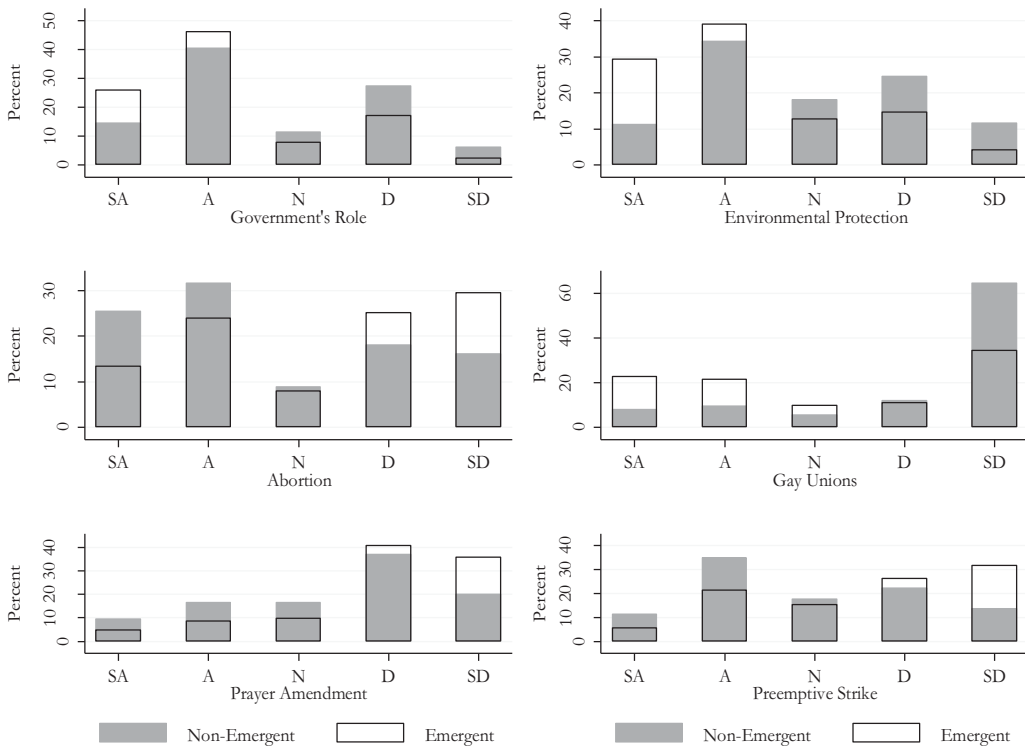 Percent
50
40
30
20
10
0
SA A N D SD
Government's Role
Percent
40
30
20
10
0
SA A N D SD
Environmental Protection
Percent
30
20
10
0
SA A N D SD
Abortion
Percent
60
40
20
0
SA A N D SD
Gay Unions
Percent
40
30
20
10
0
SA A N D SD
Prayer Amendment
Percent
40
30
20
10
0
SA A N D SD
Preemptive Strike
Non-Emergent Emergent
Non-Emergent Emergent